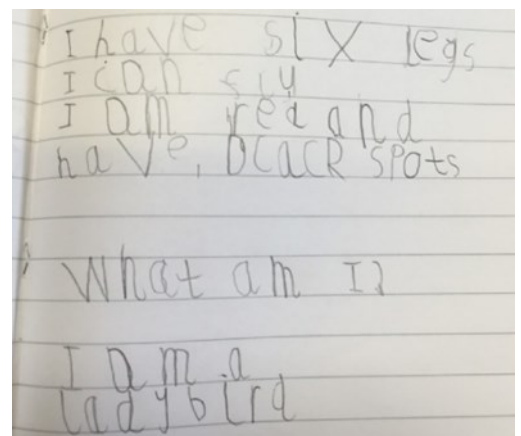 I have six legs
I can fly
I am red and
have, black spots
What am I?
I am a
ladybird